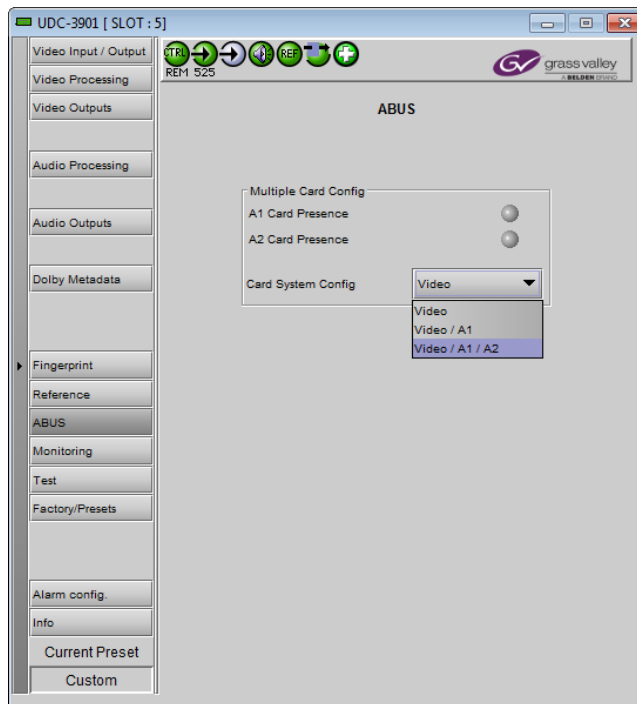 UDC-3901 [ SLOT : 5]
Video Input / Output
Video Processing
Video Outputs
Audio Processing
Audio Outputs
Dolby Metadata
Fingerprint
Reference
ABUS
Monitoring
Test
Factory/Presets
Alarm config.
Info
Current Preset
Custom
CTRL
REF
REM 525
GV
grass valley
A BELDEN BRAND
ABUS
Multiple Card Config
A1 Card Presence
A2 Card Presence
Card System Config
Video
Video
Video / A1
Video / A1 / A2